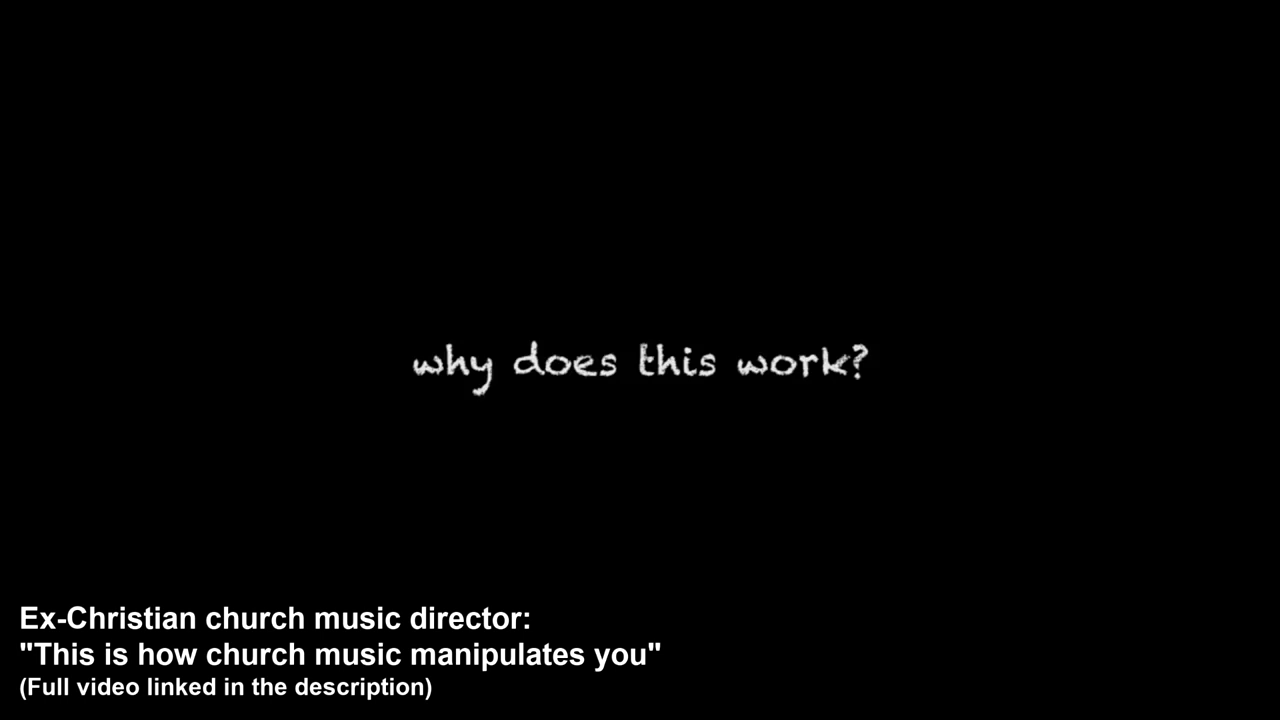 why does this work?
Ex-Christian church music director:
"This is how church music manipulates you"
(Full video linked in the description)